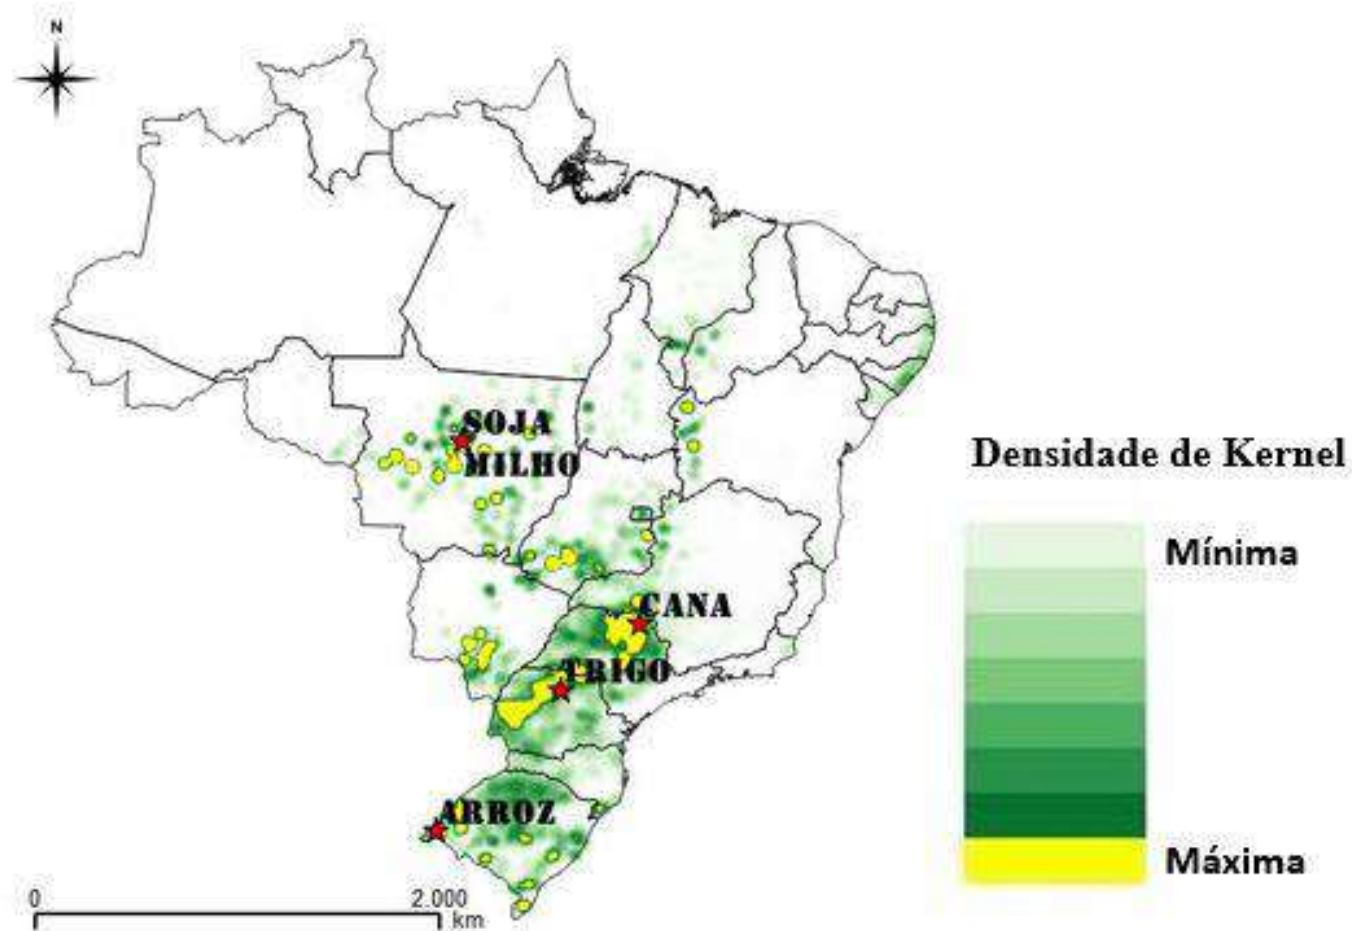 N
SOJA
MILHO
CANA
TRIGO
ARROZ
0 2.000
km
Densidade de Kernel
Mínima
Máxima